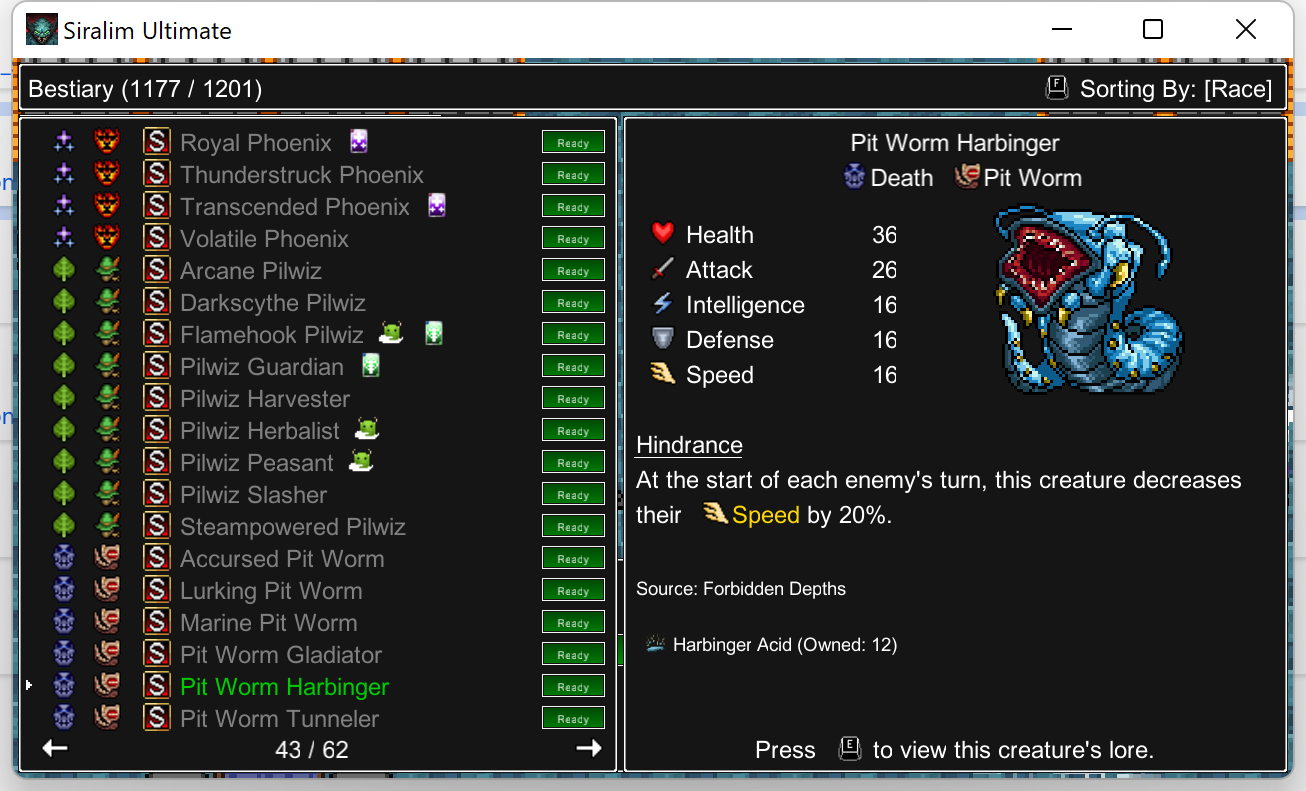 Siralim Ultimate
Bestiary (1177 / 1201)
F Sorting By: [Race]
S Royal Phoenix Ready
S Thunderstruck Phoenix Ready
S Transcended Phoenix Ready
S Volatile Phoenix Ready
S Arcane Pilwiz Ready
S Darkscythe Pilwiz Ready
S Flamehook Pilwiz Ready
S Pilwiz Guardian Ready
S Pilwiz Harvester Ready
S Pilwiz Herbalist Ready
S Pilwiz Peasant Ready
S Pilwiz Slasher Ready
S Steampowered Pilwiz Ready
S Accursed Pit Worm Ready
S Lurking Pit Worm Ready
S Marine Pit Worm Ready
S Pit Worm Gladiator Ready
S Pit Worm Harbinger Ready
S Pit Worm Tunneler Ready
43 / 62
Pit Worm Harbinger
Death Pit Worm
Health 36
Attack 26
Intelligence 16
Defense 16
Speed 16
Hindrance
At the start of each enemy's turn, this creature decreases
their Speed by 20%.
Source: Forbidden Depths
Harbinger Acid (Owned: 12)
Press E to view this creature's lore.
on
on